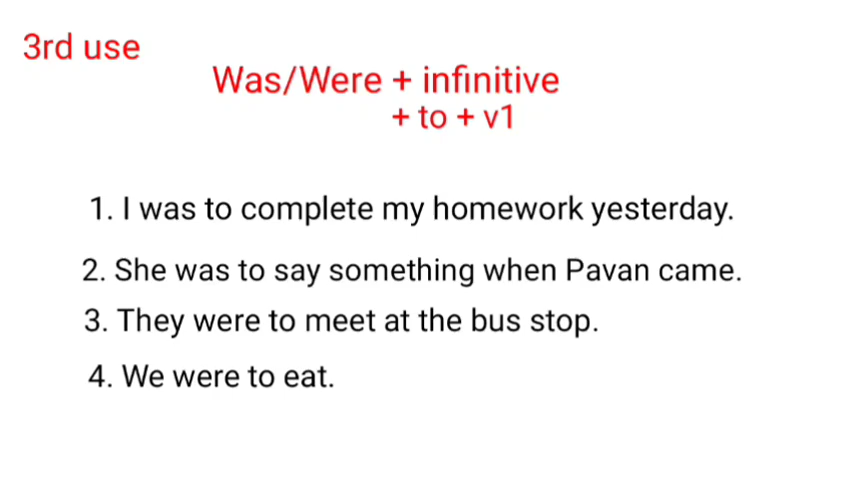 3rd use
Was/Were + infinitive
+ to + v1
1. I was to complete my homework yesterday.
2. She was to say something when Pavan came.
3. They were to meet at the bus stop.
4. We were to eat.